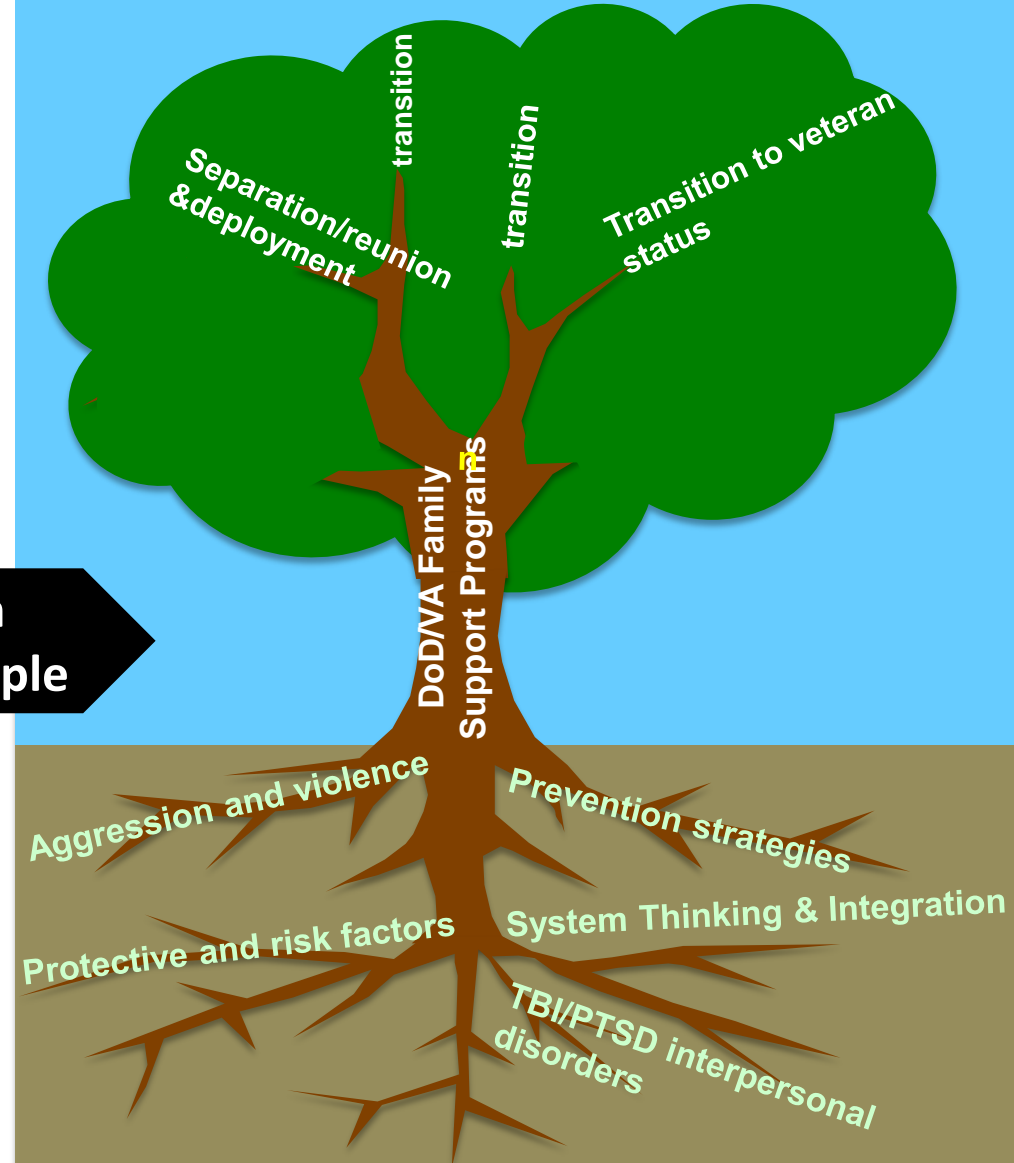 transition
transition
Separation/reunion
&deployment
Transition to veteran
status
n
DoD/VA Family
Support Programs
ple
Aggression and violence
Prevention strategies
Protective and risk factors
System Thinking & Integration
TBI/PTSD interpersonal
disorders